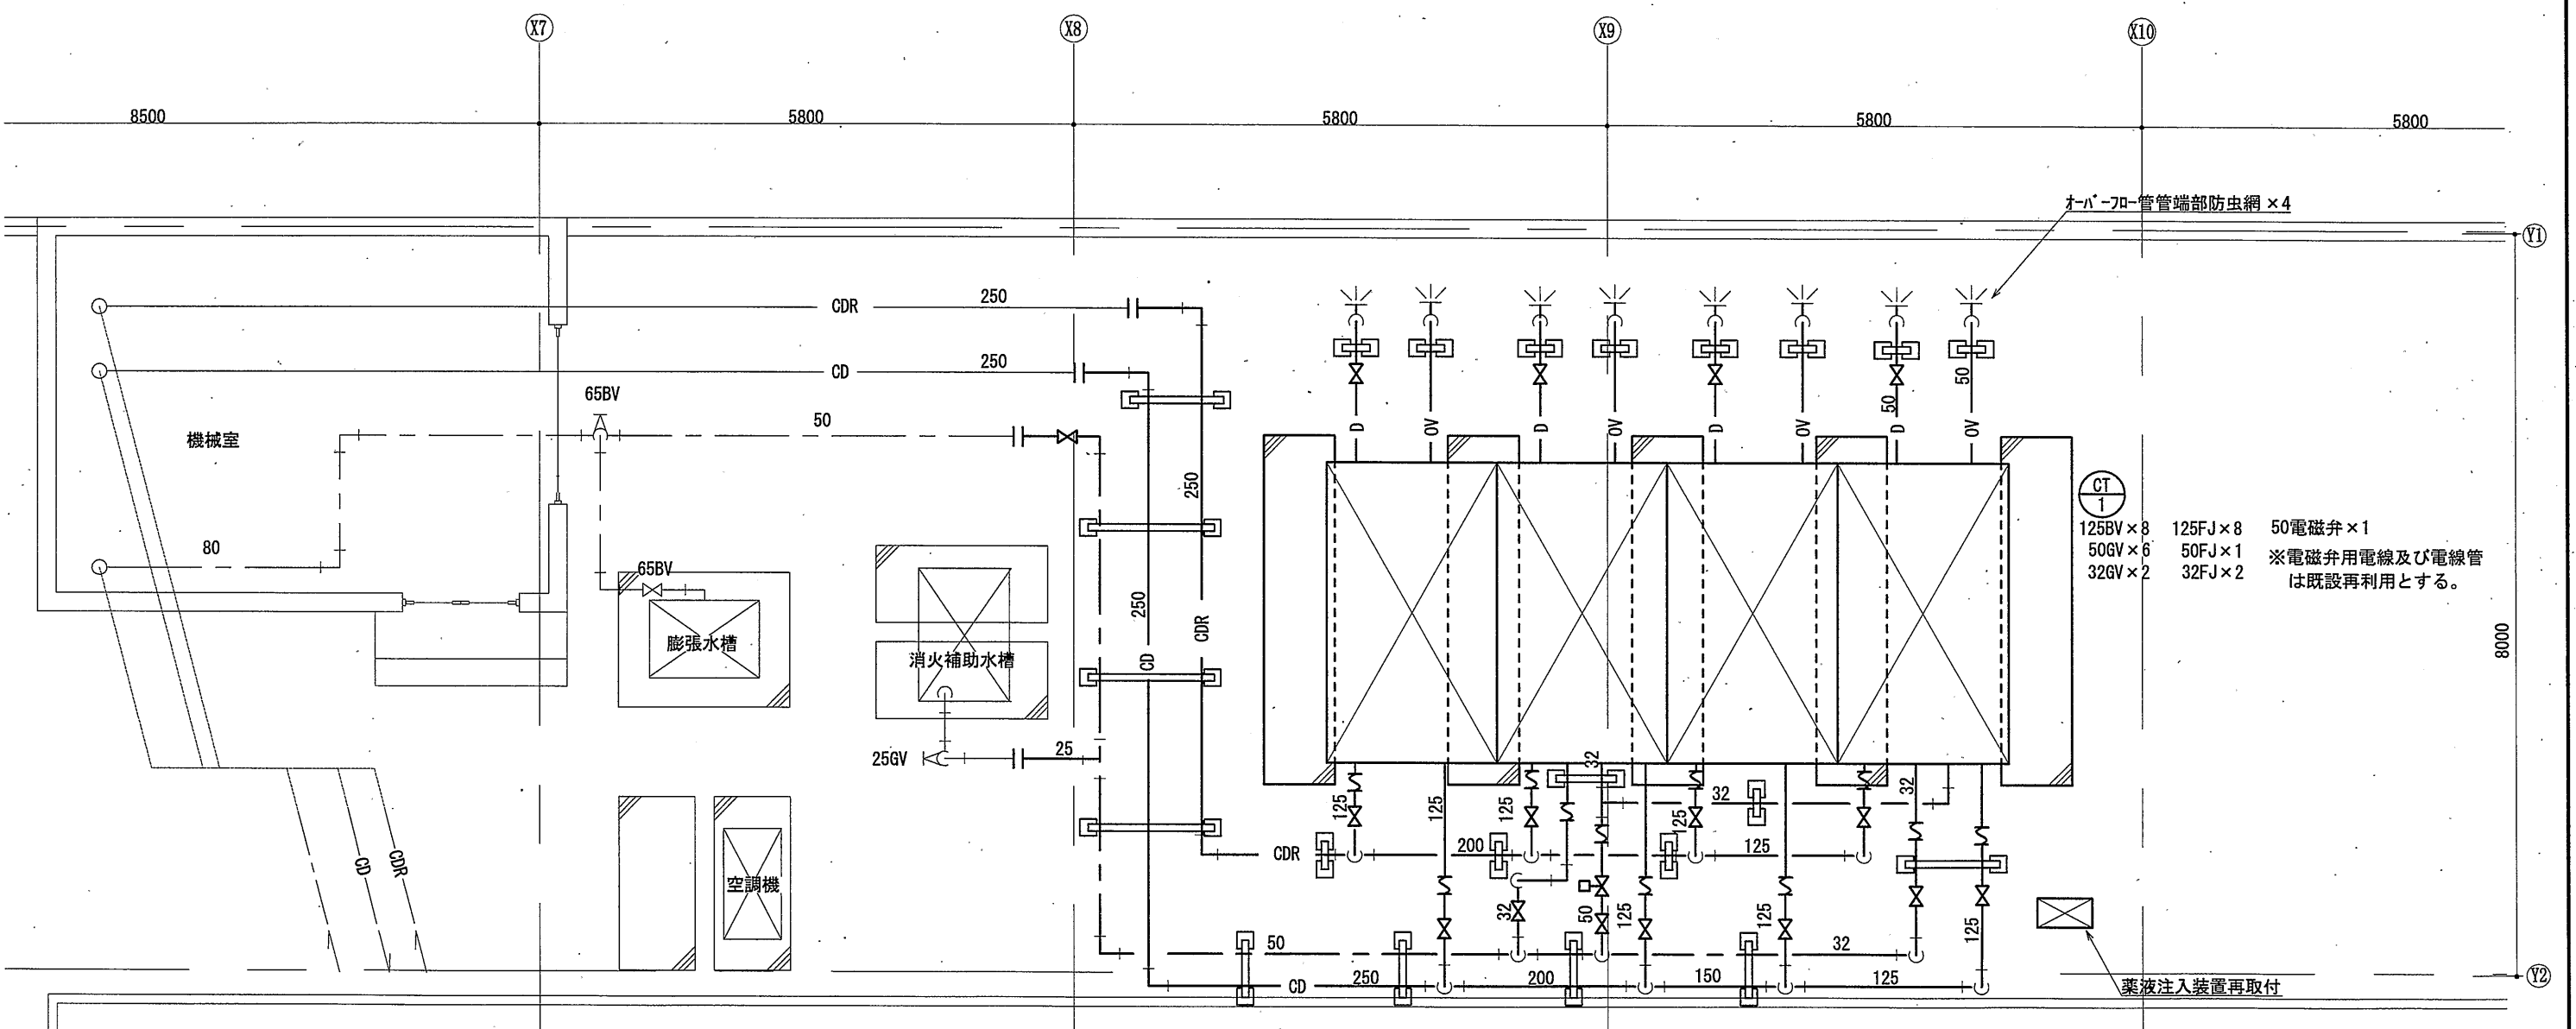 X7
X8
X9
X10
8500
5800
5800
5800
5800
オーバーフロー管管端部防虫網×4
Y1
CDR
250
CD
250
65BV
50
機械室
80
65BV
膨張水槽
消火補助水槽
25GV
25
空調機
CD
CDR
250
CDR
250
CD
D
OV
D
OV
D
OV
50
D
50
OV
CT
1
125BV×8 125FJ×8 50電磁弁×1
50GV×6 50FJ×1 ※電磁弁用電線及び電線管
32GV×2 32FJ×2 は既設再利用とする。
8000
125
125
125
32
125
32
32
CDR
200
125
32
50
125
125
125
50
32
CD
250
200
150
125
薬液注入装置再取付
Y2